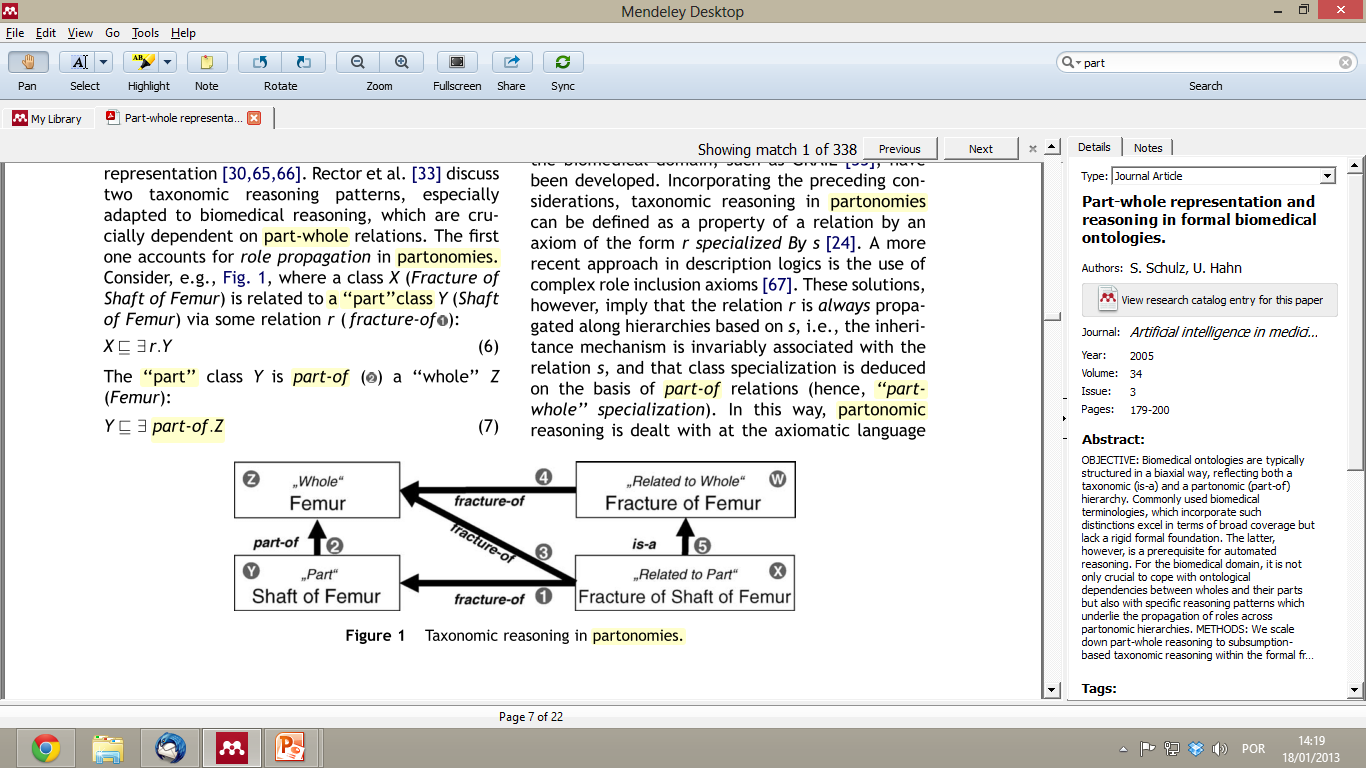 Mendeley Desktop
File Edit View Go Tools Help
Pan Select Highlight Note Rotate Zoom Fullscreen Share Sync
part
Search
My Library
Part-whole representa...
Showing match 1 of 338
Previous
Next
representation [30,65,66]. Rector et al. [33] discuss
two taxonomic reasoning patterns, especially
adapted to biomedical reasoning, which are cru-
cially dependent on part-whole relations. The first
one accounts for role propagation in partonomies.
Consider, e.g., Fig. 1, where a class X (Fracture of
Shaft of Femur) is related to a “part”class Y (Shaft
of Femur) via some relation r (fracture-of❶):
X ⊑ ∃ r.Y (6)
The “part” class Y is part-of (❷) a “whole” Z
(Femur):
Y ⊑ ∃ part-of.Z (7)
the biomedical domain, such as GRAIL [35], have
been developed. Incorporating the preceding con-
siderations, taxonomic reasoning in partonomies
can be defined as a property of a relation by an
axiom of the form r specialized By s [24]. A more
recent approach in description logics is the use of
complex role inclusion axioms [67]. These solutions,
however, imply that the relation r is always propa-
gated along hierarchies based on s, i.e., the inheri-
tance mechanism is invariably associated with the
relation s, and that class specialization is deduced
on the basis of part-of relations (hence, “part-
whole” specialization). In this way, partonomic
reasoning is dealt with at the axiomatic language
Z
„Whole“
Femur
4
fracture-of
„Related to Whole“
W
Fracture of Femur
part-of
2
fracture-of
3
is-a
5
Y
„Part“
Shaft of Femur
fracture-of
1
„Related to Part“
X
Fracture of Shaft of Femur
Figure 1 Taxonomic reasoning in partonomies.
Details
Notes
Type: Journal Article
Part-whole representation and
reasoning in formal biomedical
ontologies.
Authors: S. Schulz, U. Hahn
View research catalog entry for this paper
Journal: Artificial intelligence in medici...
Year: 2005
Volume: 34
Issue: 3
Pages: 179-200
Abstract:
OBJECTIVE: Biomedical ontologies are typically
structured in a biaxial way, reflecting both a
taxonomic (is-a) and a partonomic (part-of)
hierarchy. Commonly used biomedical
terminologies, which incorporate such
distinctions excel in terms of broad coverage but
lack a rigid formal foundation. The latter,
however, is a prerequisite for automated
reasoning. For the biomedical domain, it is not
only crucial to cope with ontological
dependencies between wholes and their parts
but also with specific reasoning patterns which
underlie the propagation of roles across
partonomic hierarchies. METHODS: We scale
down part-whole reasoning to subsumption-
based taxonomic reasoning within the formal fr...
Tags:
Page 7 of 22
POR
14:19
18/01/2013